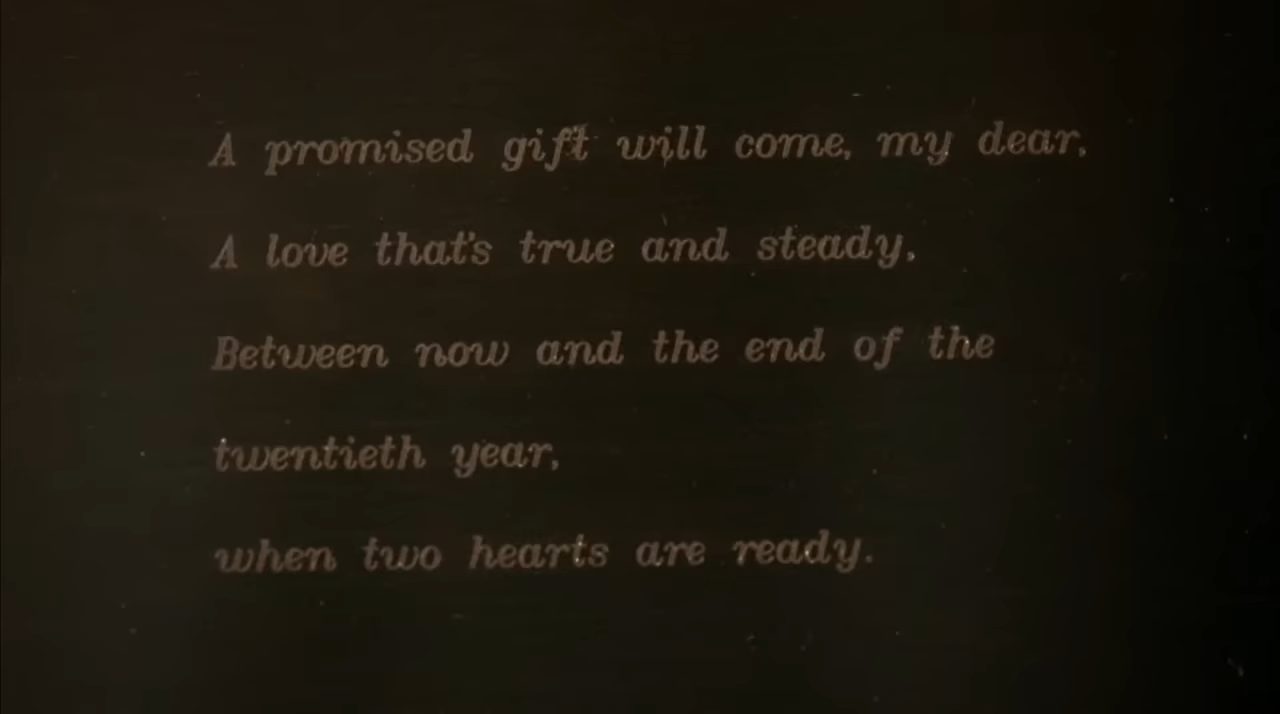 A promised gift will come, my dear,
A love that's true and steady,
Between now and the end of the
twentieth year,
when two hearts are ready.